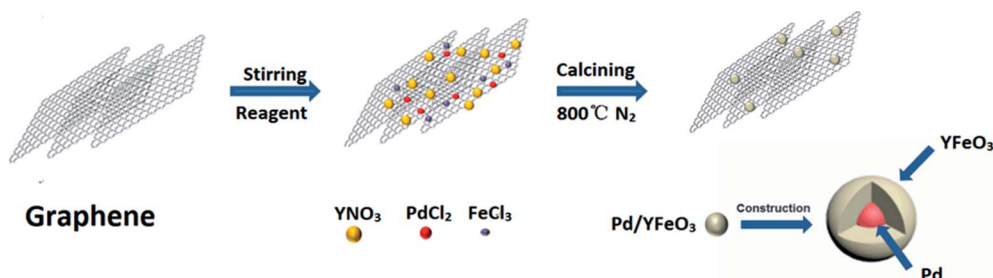 Stirring
Reagent
Calcining
800℃ N₂
Graphene
YNO₃
PdCl₂
FeCl₃
Pd/YFeO₃
Construction
YFeO₃
Pd